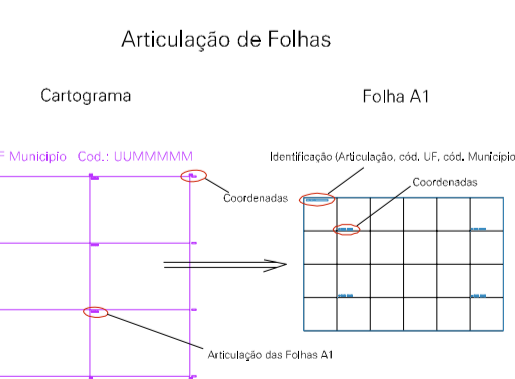 Articulação de Folhas
Cartograma
Folha A1
F Município Cod.: UUMMMMM
Identificação (Articulação, cód. UF, cód. Município
Coordenadas
Coordenadas
Articulação das Folhas A1